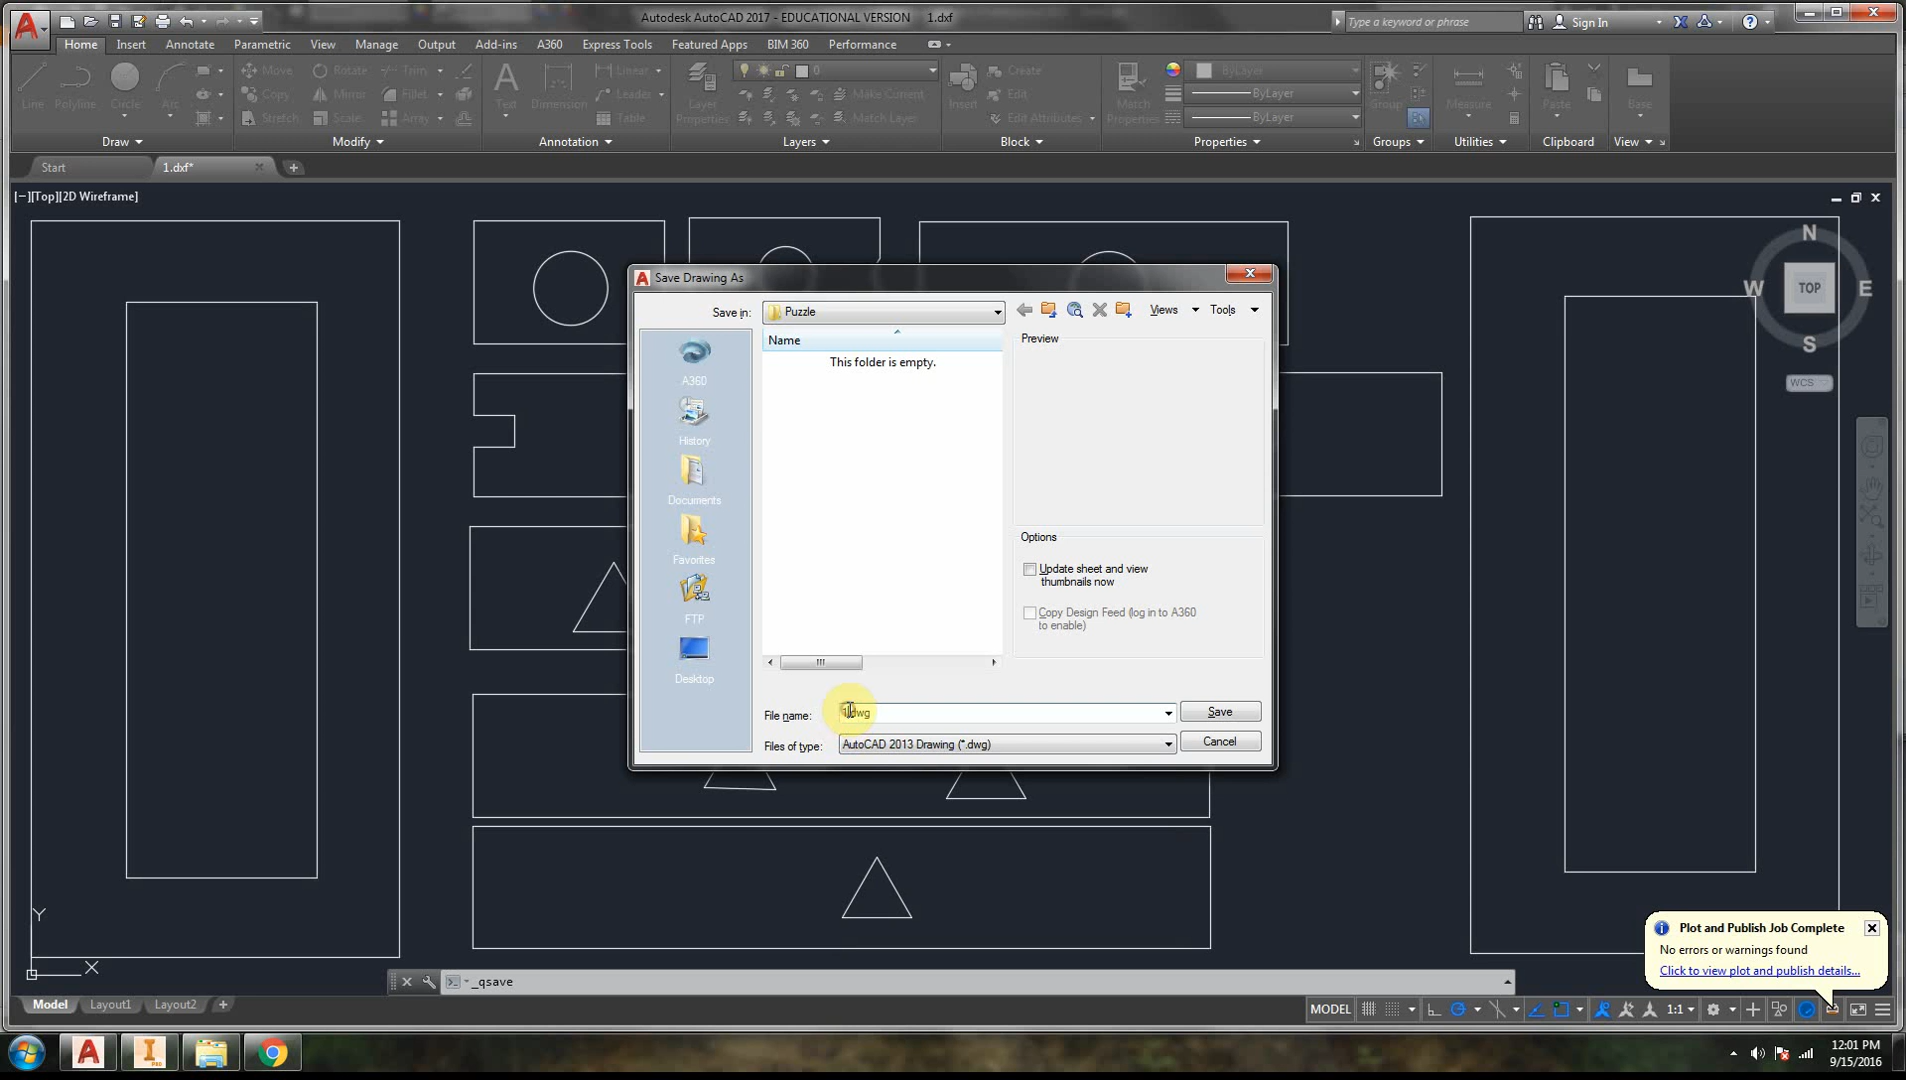 Autodesk AutoCAD 2017 - EDUCATIONAL VERSION 1.dxf
Type a keyword or phrase
Sign In
Home Insert Annotate Parametric View Manage Output Add-ins A360 Express Tools Featured Apps BIM 360 Performance
Line
Polyline
Circle
Arc
Move
Rotate
Trim
Copy
Mirror
Fillet
Stretch
Scale
Array
Text
Dimension
Linear
Leader
Table
Layer
Properties
0
Make Current
Match Layer
Insert
Create
Edit
Edit Attributes
Match
Properties
ByLayer
ByLayer
ByLayer
Group
Measure
Paste
Base
Draw Modify Annotation Layers Block Properties Groups Utilities Clipboard View
Start 1.dxf*
[−][Top][2D Wireframe]
N
W TOP E
S
WCS
Save Drawing As
Save in: Puzzle
Views Tools
Name
This folder is empty.
Preview
A360
History
Documents
Favorites
FTP
Desktop
Options
Update sheet and view
thumbnails now
Copy Design Feed (log in to A360
to enable)
File name: 1.dwg Save
Files of type: AutoCAD 2013 Drawing (*.dwg) Cancel
Y
X
_qsave
Plot and Publish Job Complete
No errors or warnings found
Click to view plot and publish details...
Model Layout1 Layout2
MODEL 1:1
12:01 PM
9/15/2016